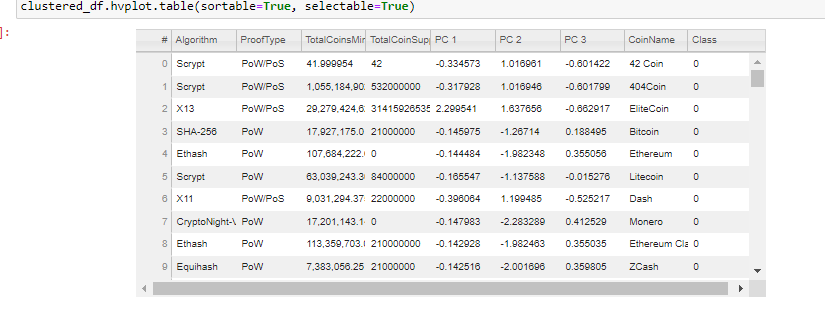 clustered_df.hvplot.table(sortable=True, selectable=True)
]:
# Algorithm ProofType TotalCoinsMin TotalCoinSupp PC 1 PC 2 PC 3 CoinName Class
0 Scrypt PoW/PoS 41.999954 42 -0.334573 1.016961 -0.601422 42 Coin 0
1 Scrypt PoW/PoS 1,055,184,902 532000000 -0.317928 1.016946 -0.601799 404Coin 0
2 X13 PoW/PoS 29,279,424,62 31415926535 2.299541 1.637656 -0.662917 EliteCoin 0
3 SHA-256 PoW 17,927,175.0 21000000 -0.145975 -1.26714 0.188495 Bitcoin 0
4 Ethash PoW 107,684,222. 0 -0.144484 -1.982348 0.355056 Ethereum 0
5 Scrypt PoW 63,039,243.3 84000000 -0.165547 -1.137588 -0.015276 Litecoin 0
6 X11 PoW/PoS 9,031,294.37 22000000 -0.396064 1.199485 -0.525217 Dash 0
7 CryptoNight-V PoW 17,201,143.1 0 -0.147983 -2.283289 0.412529 Monero 0
8 Ethash PoW 113,359,703. 210000000 -0.142928 -1.982463 0.355035 Ethereum Cla 0
9 Equihash PoW 7,383,056.25 21000000 -0.142516 -2.001696 0.359805 ZCash 0